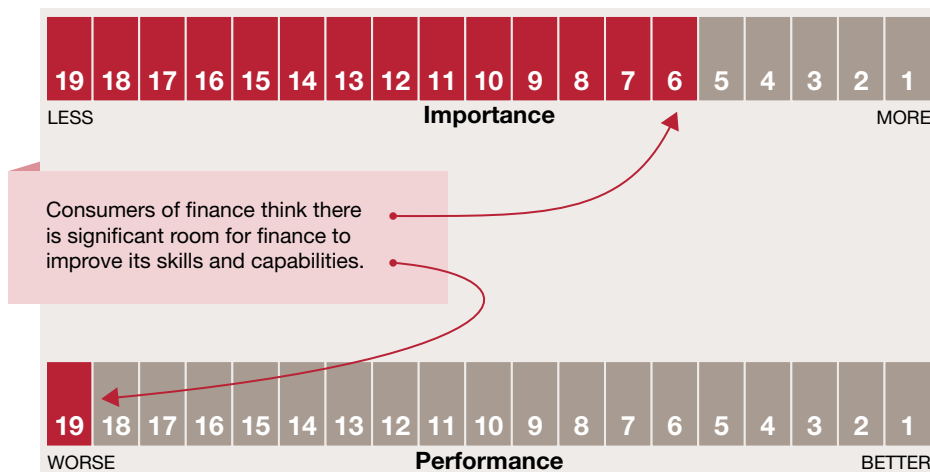 19 18 17 16 15 14 13 12 11 10 9 8 7 6 5 4 3 2 1
LESS Importance MORE
Consumers of finance think there
is significant room for finance to
improve its skills and capabilities.
19 18 17 16 15 14 13 12 11 10 9 8 7 6 5 4 3 2 1
WORSE Performance BETTER